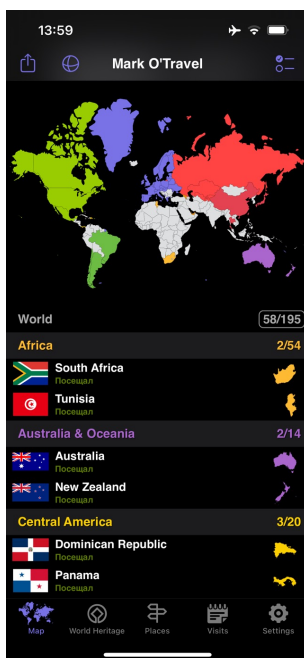 13:59
Mark O'Travel
World 58/195
Africa 2/54
South Africa
Посещал
Tunisia
Посещал
Australia & Oceania 2/14
Australia
Посещал
New Zealand
Посещал
Central America 3/20
Dominican Republic
Посещал
Panama
Посещал
Map World Heritage Places Visits Settings